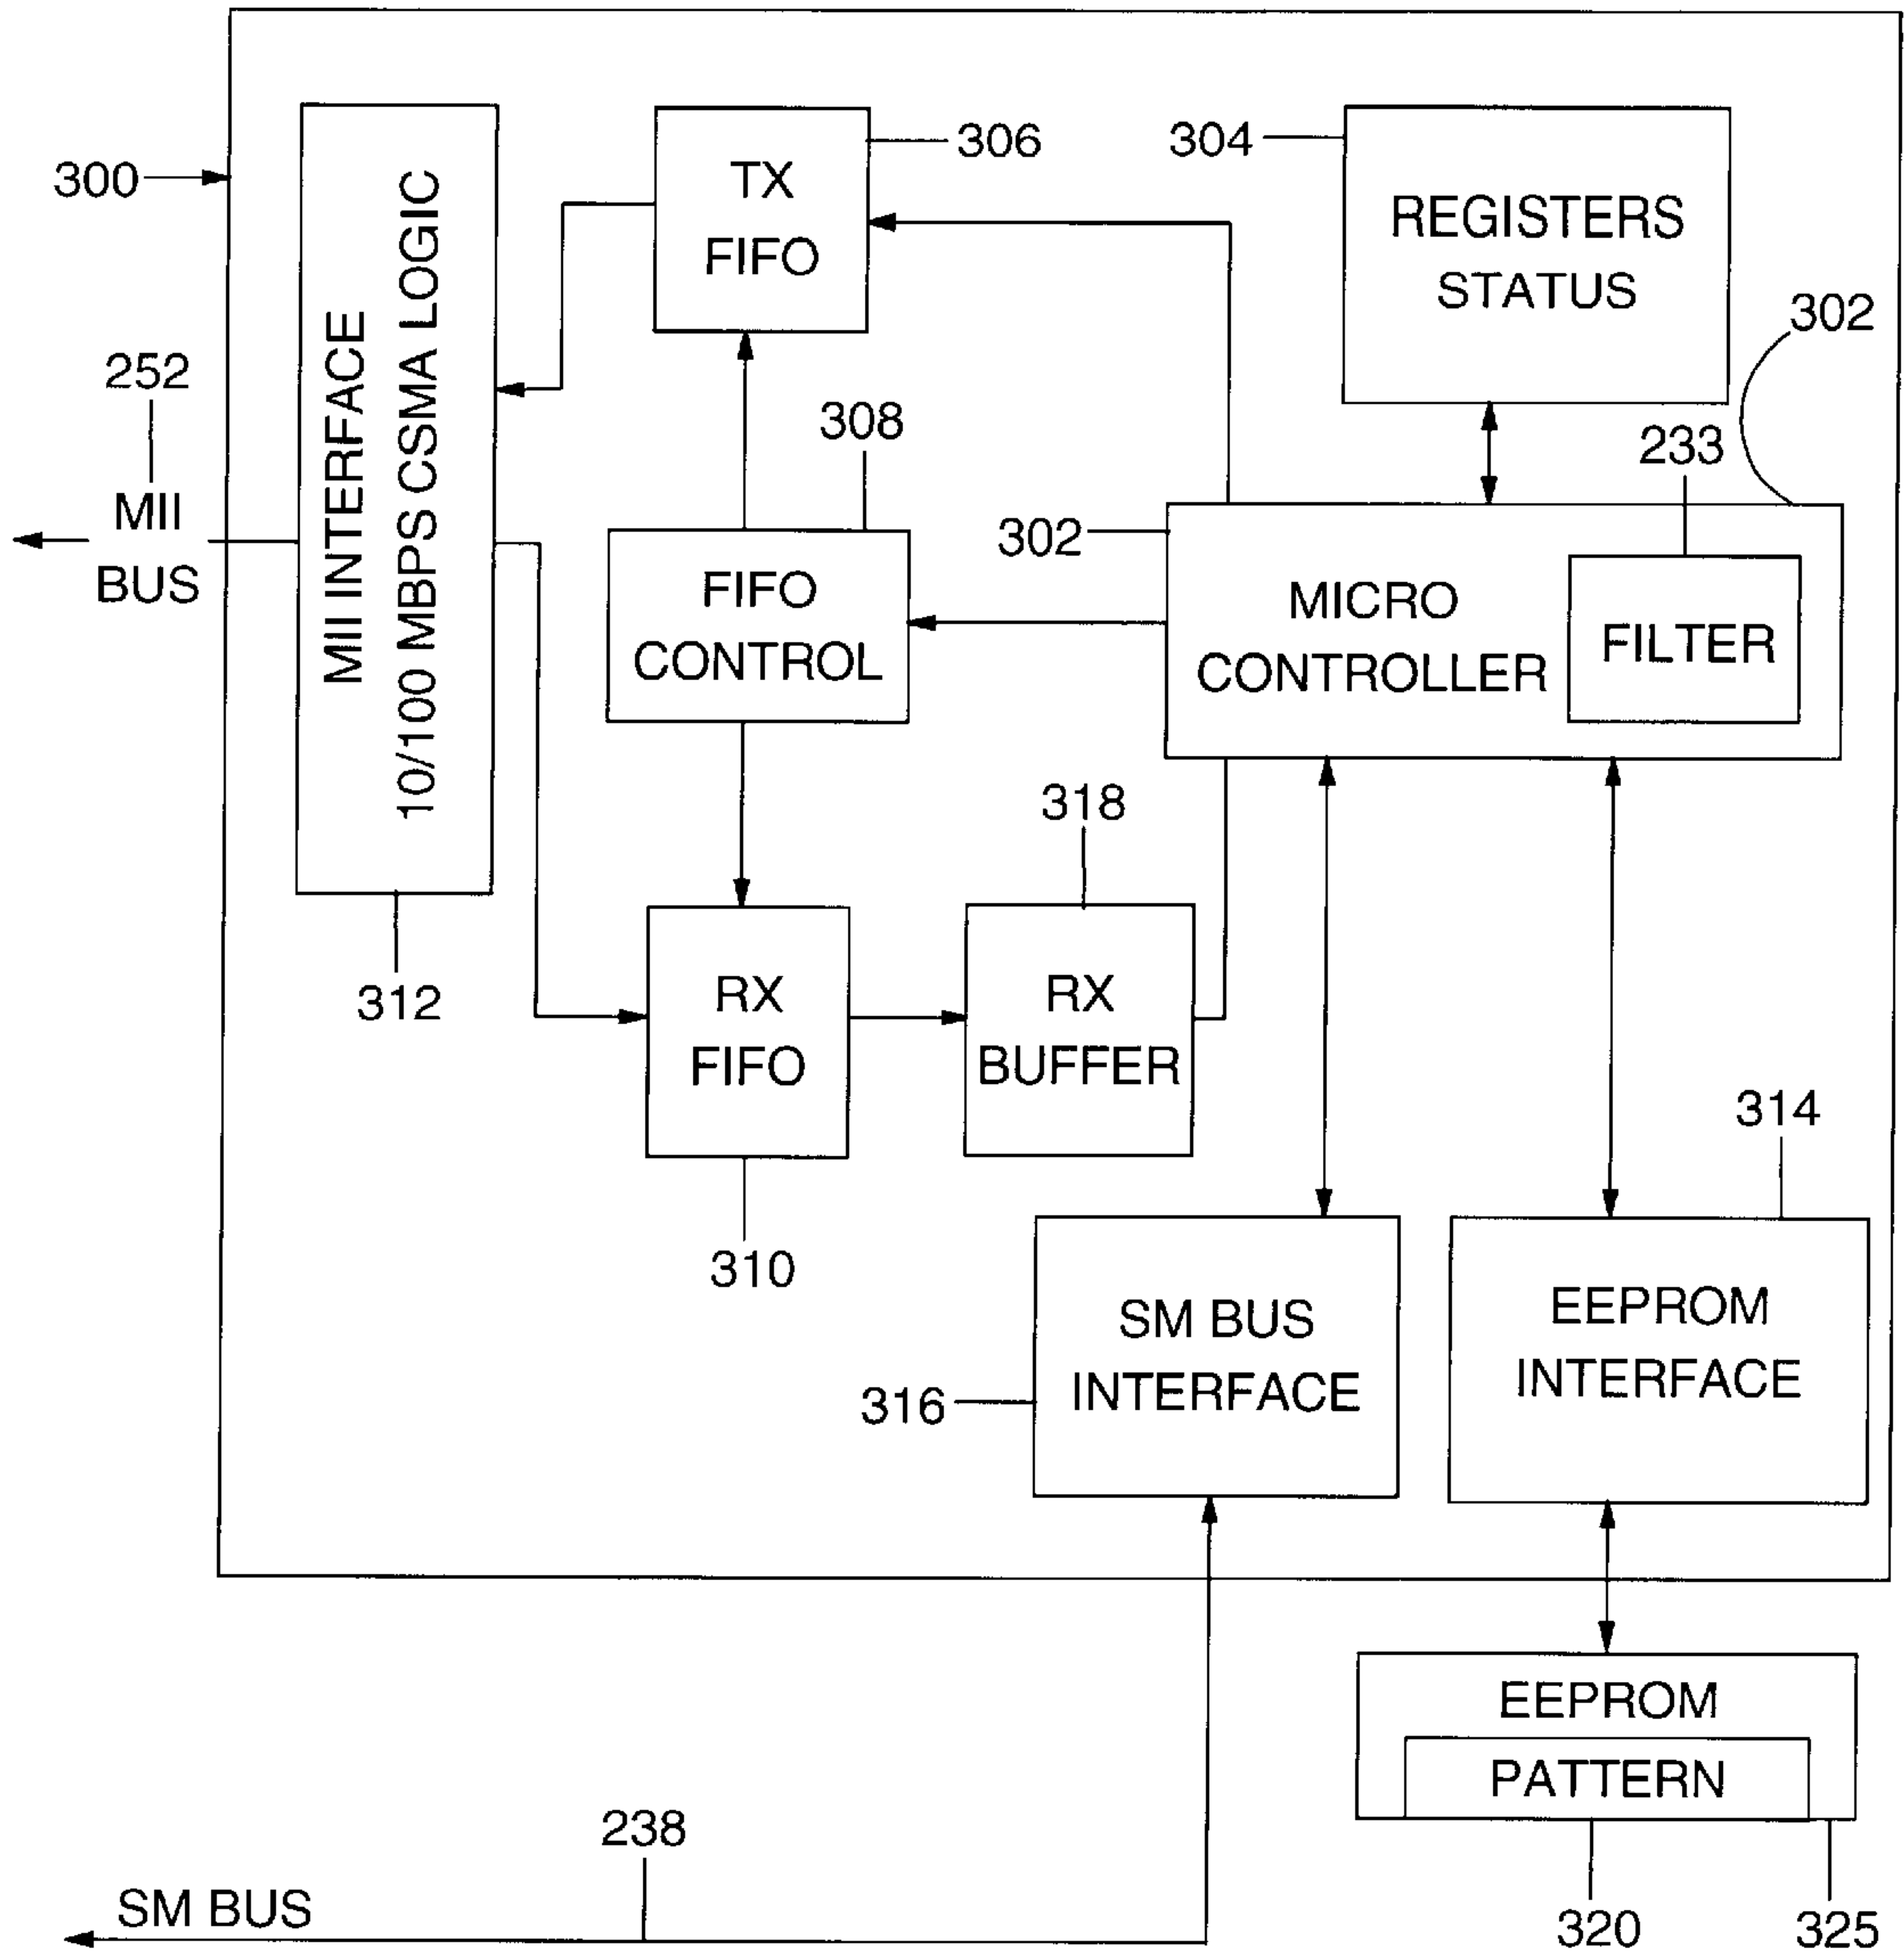 300
252
MII
BUS
MII INTERFACE
10/100 MBPS CSMA LOGIC
312
TX
FIFO
306
304
REGISTERS
STATUS
302
308
FIFO
CONTROL
302
233
MICRO
CONTROLLER
FILTER
318
RX
FIFO
310
RX
BUFFER
314
SM BUS
INTERFACE
316
EEPROM
INTERFACE
EEPROM
PATTERN
320
325
238
SM BUS